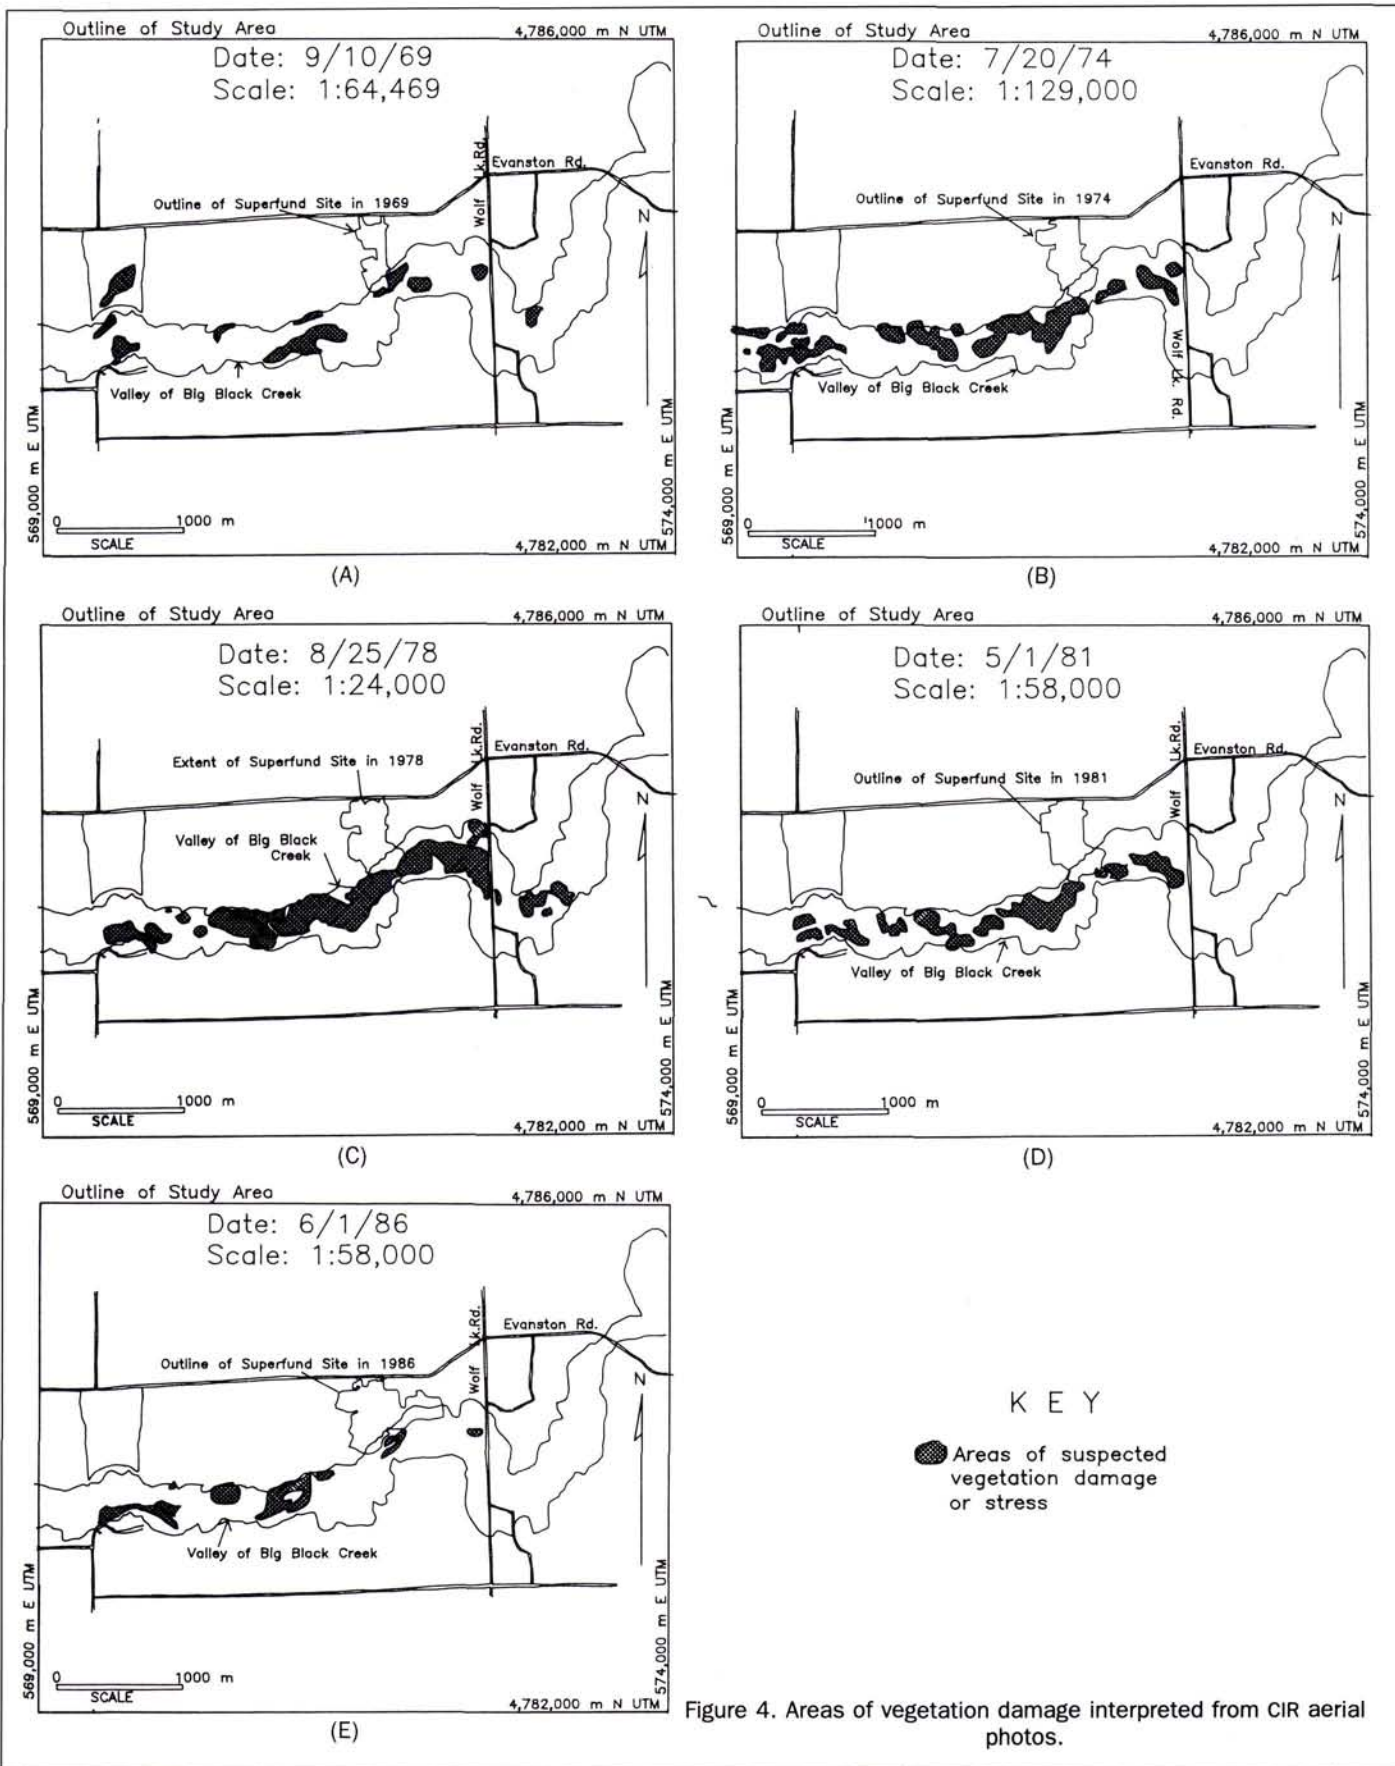 Outline of Study Area
4,786,000 m N UTM
Date: 9/10/69
Scale: 1:64,469
Wolf Lk.Rd.
Evanston Rd.
Outline of Superfund Site in 1969
N
Valley of Big Black Creek
569,000 m E UTM
574,000 m E UTM
0 1000 m
SCALE
4,782,000 m N UTM
(A)
Outline of Study Area
4,786,000 m N UTM
Date: 7/20/74
Scale: 1:129,000
Evanston Rd.
Outline of Superfund Site in 1974
N
Wolf Lk. Rd.
Valley of Big Black Creek
569,000 m E UTM
574,000 m E UTM
0 1000 m
SCALE
4,782,000 m N UTM
(B)
Outline of Study Area
4,786,000 m N UTM
Date: 8/25/78
Scale: 1:24,000
Wolf Lk.Rd.
Evanston Rd.
Extent of Superfund Site in 1978
N
Valley of Big Black
Creek
569,000 m E UTM
574,000 m E UTM
0 1000 m
SCALE
4,782,000 m N UTM
(C)
Outline of Study Area
4,786,000 m N UTM
Date: 5/1/81
Scale: 1:58,000
Wolf Lk.Rd.
Evanston Rd.
Outline of Superfund Site in 1981
N
Valley of Big Black Creek
569,000 m E UTM
574,000 m E UTM
0 1000 m
SCALE
4,782,000 m N UTM
(D)
Outline of Study Area
4,786,000 m N UTM
Date: 6/1/86
Scale: 1:58,000
Wolf Lk.Rd.
Evanston Rd.
Outline of Superfund Site in 1986
N
Valley of Big Black Creek
569,000 m E UTM
574,000 m E UTM
0 1000 m
SCALE
4,782,000 m N UTM
(E)
K E Y
Areas of suspected
vegetation damage
or stress
Figure 4. Areas of vegetation damage interpreted from CIR aerial
photos.